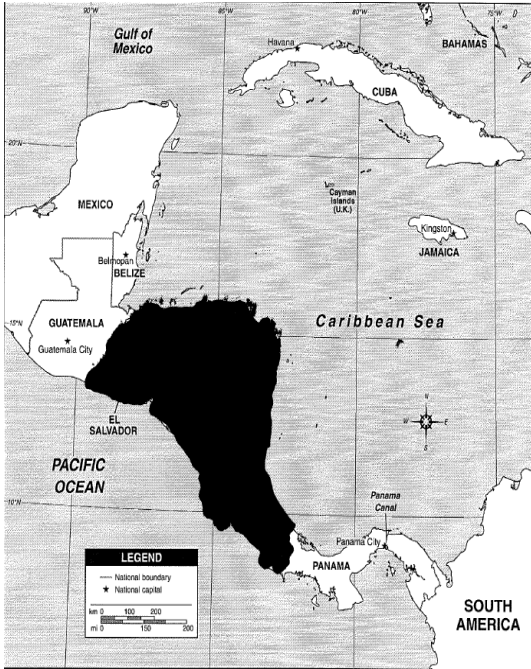 90°W
85°W
80°W
75°W
Gulf of
Mexico
Havana
BAHAMAS
CUBA
20°N
Cayman
Islands
(U.K.)
MEXICO
Kingston
JAMAICA
Belmopan
BELIZE
GUATEMALA
Guatemala City
15°N
Caribbean Sea
EL
SALVADOR
N
W E
S
PACIFIC
OCEAN
10°N
Panama
Canal
Panama City
PANAMA
SOUTH
AMERICA
LEGEND
National boundary
National capital
km 0 100 200
mi 150 200